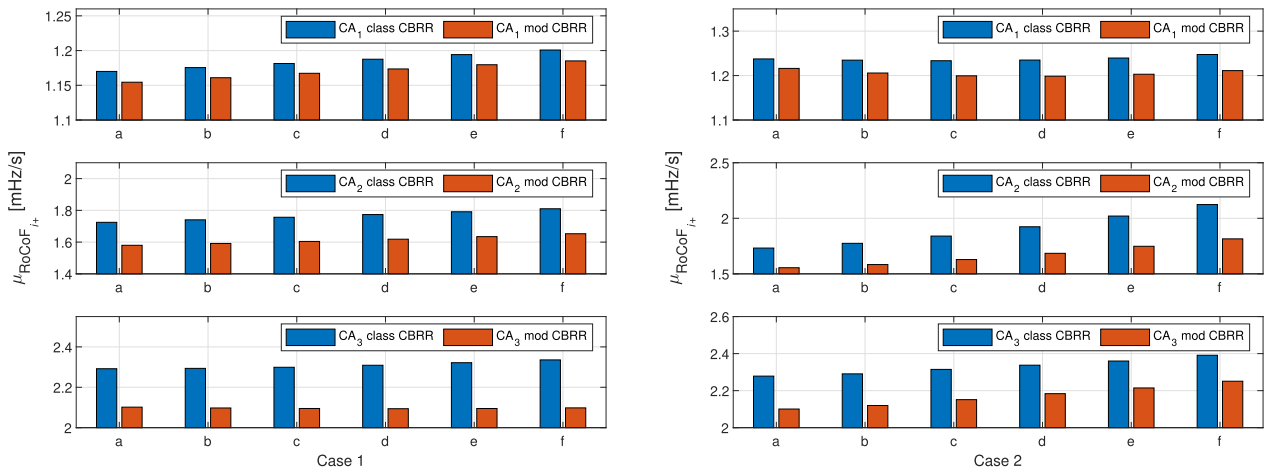 1.25
1.2
1.15
1.1
CA1 class CBRR CA1 mod CBRR
a b c d e f
2
1.8
1.6
1.4
CA2 class CBRR CA2 mod CBRR
a b c d e f
μRoCoFi+ [mHz/s]
2.4
2.2
2
CA3 class CBRR CA3 mod CBRR
a b c d e f
Case 1
1.3
1.2
1.1
CA1 class CBRR CA1 mod CBRR
a b c d e f
2.5
2
1.5
CA2 class CBRR CA2 mod CBRR
a b c d e f
μRoCoFi+ [mHz/s]
2.6
2.4
2.2
2
CA3 class CBRR CA3 mod CBRR
a b c d e f
Case 2